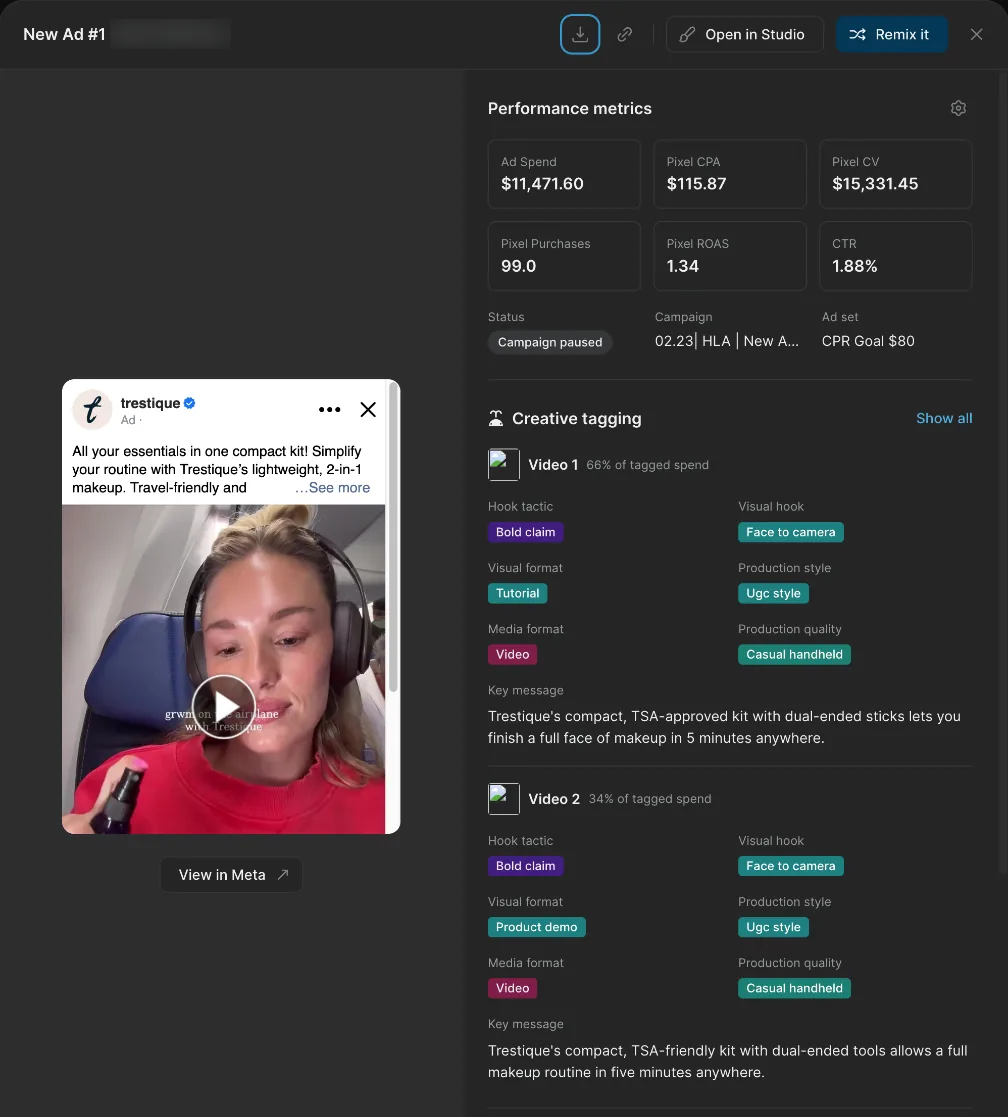 New Ad #1
Open in Studio
Remix it
Performance metrics
Ad Spend
$11,471.60
Pixel CPA
$115.87
Pixel CV
$15,331.45
Pixel Purchases
99.0
Pixel ROAS
1.34
CTR
1.88%
Status
Campaign paused
Campaign
02.23| HLA | New A...
Ad set
CPR Goal $80
t
trestique
Ad ·
All your essentials in one compact kit! Simplify
your routine with Trestique’s lightweight, 2-in-1
makeup. Travel-friendly and …See more
grwm on the airplane
with Trestique
View in Meta
Creative tagging
Show all
Video 1 66% of tagged spend
Hook tactic
Bold claim
Visual hook
Face to camera
Visual format
Tutorial
Production style
Ugc style
Media format
Video
Production quality
Casual handheld
Key message
Trestique's compact, TSA-approved kit with dual-ended sticks lets you
finish a full face of makeup in 5 minutes anywhere.
Video 2 34% of tagged spend
Hook tactic
Bold claim
Visual hook
Face to camera
Visual format
Product demo
Production style
Ugc style
Media format
Video
Production quality
Casual handheld
Key message
Trestique's compact, TSA-friendly kit with dual-ended tools allows a full
makeup routine in five minutes anywhere.